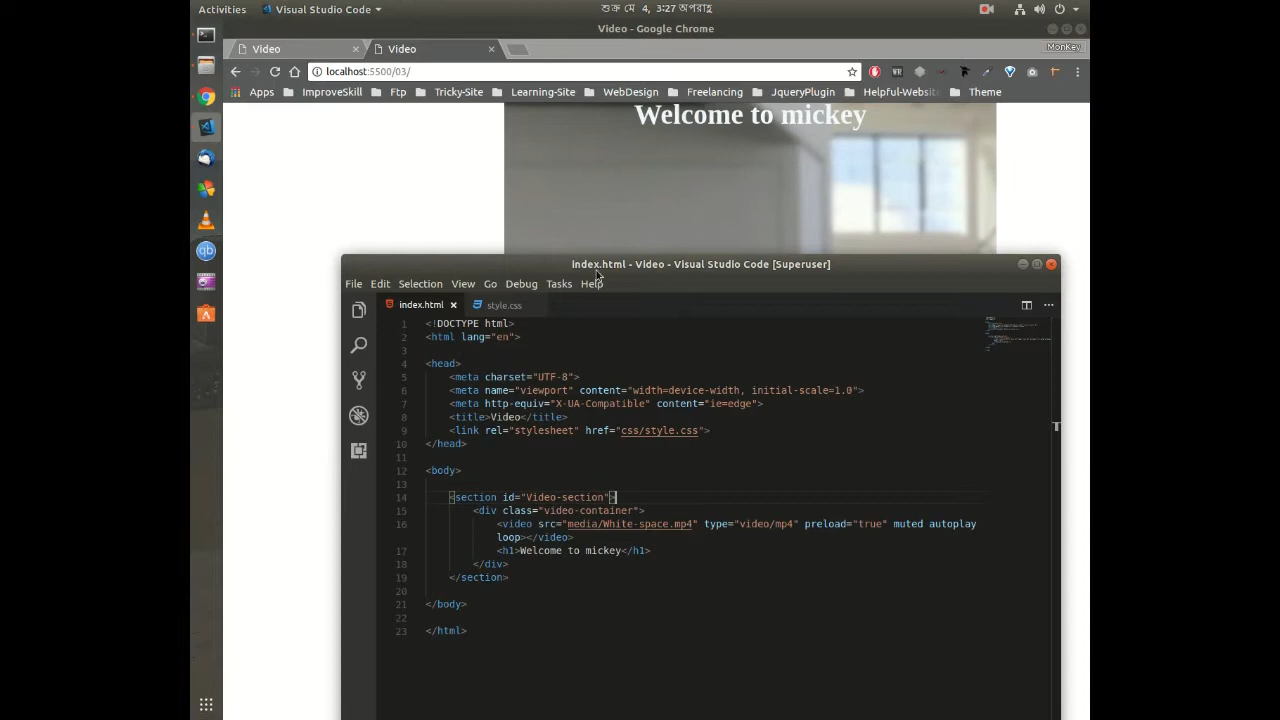 Activities
Visual Studio Code
শুক্র মে 4, 3:27 অপরাহ্ণ
Video - Google Chrome
Video
Video
MonKey
localhost:5500/03/
Apps
ImproveSkill
Ftp
Tricky-Site
Learning-Site
WebDesign
Freelancing
JqueryPlugin
Helpful-Website
Theme
Welcome to mickey
index.html - Video - Visual Studio Code [Superuser]
File Edit Selection View Go Debug Tasks Help
index.html
style.css
1 <!DOCTYPE html>
2 <html lang="en">
3
4 <head>
5 <meta charset="UTF-8">
6 <meta name="viewport" content="width=device-width, initial-scale=1.0">
7 <meta http-equiv="X-UA-Compatible" content="ie=edge">
8 <title>Video</title>
9 <link rel="stylesheet" href="css/style.css">
10 </head>
11
12 <body>
13
14 <section id="Video-section">
15 <div class="video-container">
16 <video src="media/White-space.mp4" type="video/mp4" preload="true" muted autoplay
loop></video>
17 <h1>Welcome to mickey</h1>
18 </div>
19 </section>
20
21 </body>
22
23 </html>